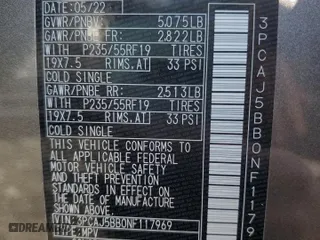 DATE: 05/22
GVWR/PNBV: 5075LB
GAWR/PNBE FR: 2822LB
WITH P235/55RF19 TIRES
19X7.5 RIMS.AT 33 PSI
COLD SINGLE
GAWR/PNBE RR: 2513LB
WITH P235/55RF19 TIRES
19X7.5 RIMS.AT 33 PSI
COLD SINGLE
THIS VEHICLE CONFORMS
TO ALL APPLICABLE
FEDERAL
MOTOR VEHICLE
SAFETY
STANDARDS IN
EFFECT ON THE DATE OF
MANUFACTURE SHOWN ABOVE.
VIN: 3PCAJ5BB0NF117969
TYPE:MPV
3PCAJ5BB0NF1179